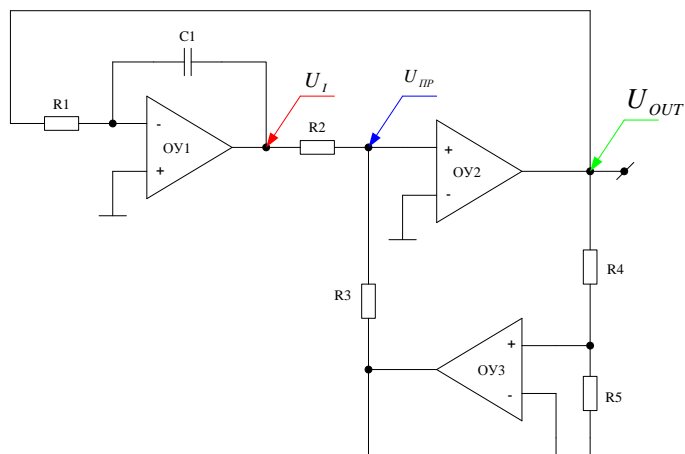 C1
U_I
U_ПР
U_OUT
R1
R2
-
+
ОУ1
+
-
ОУ2
R4
R3
+
-
ОУ3
R5